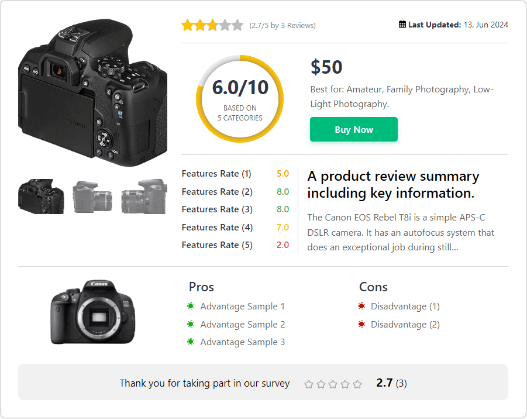 (2.7/5 by 3 Reviews)
Last Updated: 13, Jun 2024
6.0/10
BASED ON
5 CATEGORIES
$50
Best for: Amateur, Family Photography, Low-
Light Photography.
Buy Now
Features Rate (1) 5.0
Features Rate (2) 8.0
Features Rate (3) 8.0
Features Rate (4) 7.0
Features Rate (5) 2.0
A product review summary
including key information.
The Canon EOS Rebel T8i is a simple APS-C
DSLR camera. It has an autofocus system that
does an exceptional job during still...
Canon
Pros
Advantage Sample 1
Advantage Sample 2
Advantage Sample 3
Cons
Disadvantage (1)
Disadvantage (2)
Thank you for taking part in our survey 2.7 (3)